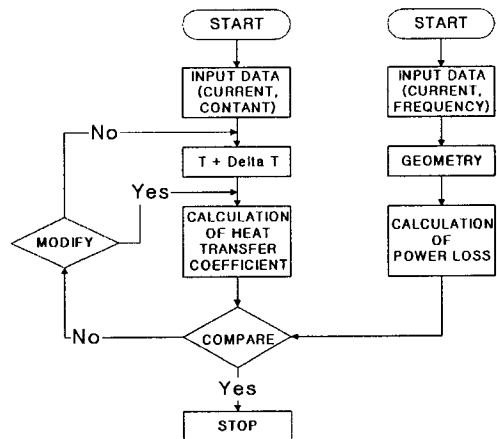 START
START
INPUT DATA
(CURRENT,
CONTANT)
INPUT DATA
(CURRENT,
FREQUENCY)
No
T + Delta T
GEOMETRY
Yes
MODIFY
CALCULATION
OF HEAT
TRANSFER
COEFFICIENT
CALCULATION
OF
POWER LOSS
No
COMPARE
Yes
STOP